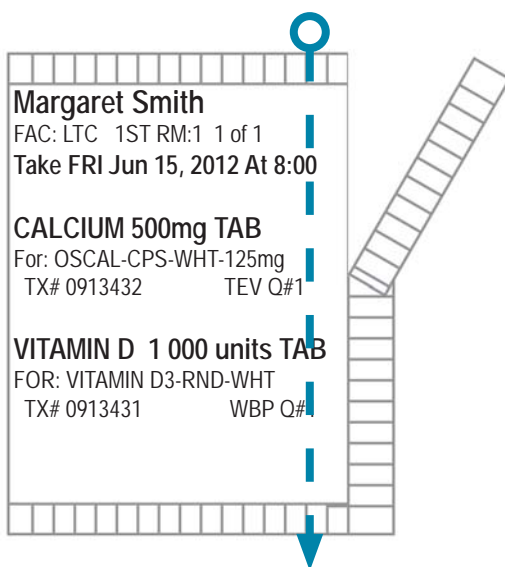 Margaret Smith
FAC: LTC 1ST RM:1 1 of 1
Take FRI Jun 15, 2012 At 8:00
CALCIUM 500mg TAB
For: OSCAL-CPS-WHT-125mg
TX# 0913432 TEV Q#1
VITAMIN D 1 000 units TAB
FOR: VITAMIN D3-RND-WHT
TX# 0913431 WBP Q#1